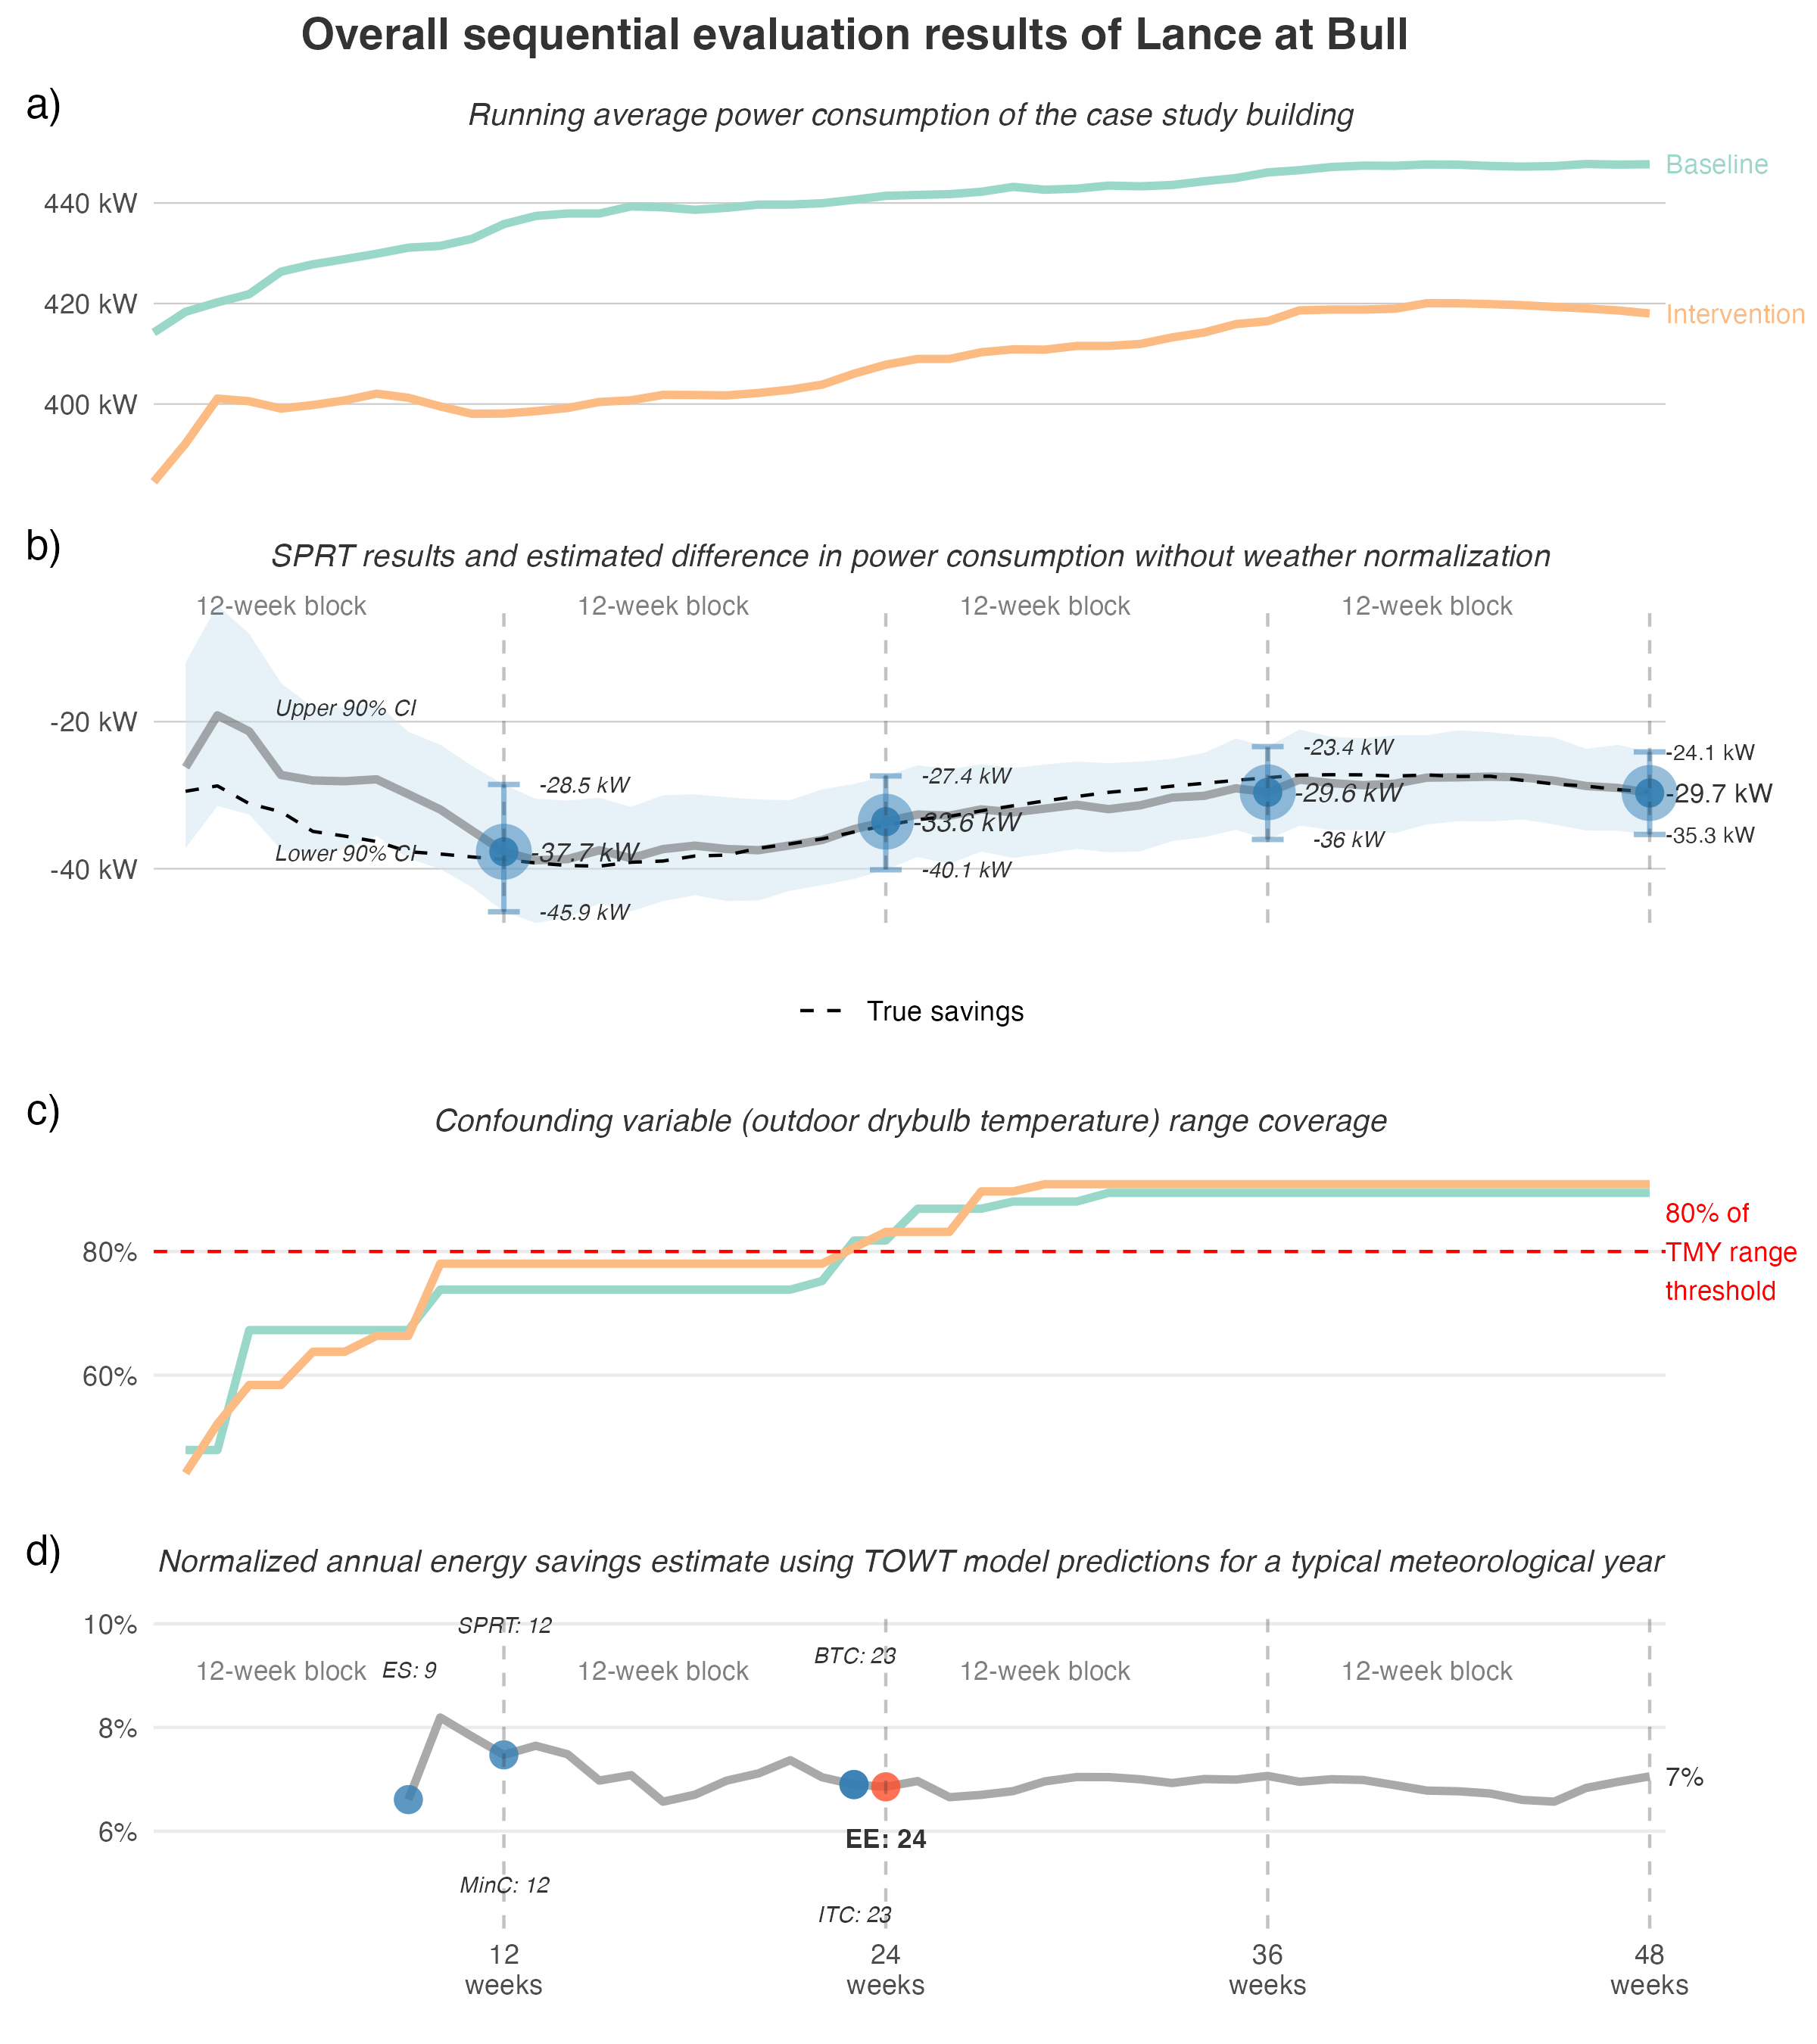 Overall sequential evaluation results of Lance at Bull
a)
Running average power consumption of the case study building
Baseline
440 kW
420 kW
Intervention
400 kW
b)
SPRT results and estimated difference in power consumption without weather normalization
12-week block 12-week block 12-week block 12-week block
Upper 90% CI
-20 kW
-23.4 kW
-24.1 kW
-27.4 kW
-28.5 kW
-29.6 kW
-29.7 kW
-33.6 kW
-35.3 kW
-36 kW
Lower 90% CI
-37.7 kW
-40 kW
-40.1 kW
-45.9 kW
True savings
c)
Confounding variable (outdoor drybulb temperature) range coverage
80% of
TMY range
threshold
80%
60%
d)
Normalized annual energy savings estimate using TOWT model predictions for a typical meteorological year
10%
SPRT: 12
BTC: 23
12-week block ES: 9 12-week block 12-week block 12-week block
8%
7%
6%
EE: 24
MinC: 12
ITC: 23
12 24 36 48
weeks weeks weeks weeks